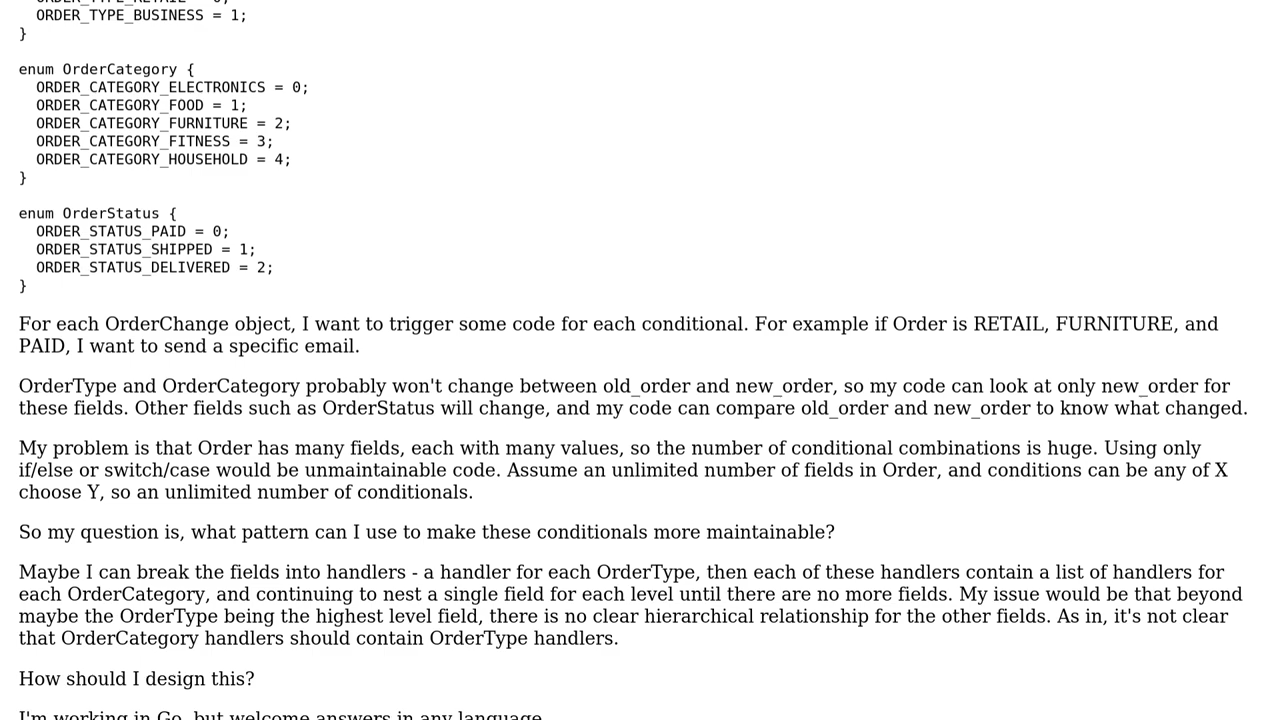 ORDER_TYPE_RETAIL = 0;
ORDER_TYPE_BUSINESS = 1;
}
enum OrderCategory {
ORDER_CATEGORY_ELECTRONICS = 0;
ORDER_CATEGORY_FOOD = 1;
ORDER_CATEGORY_FURNITURE = 2;
ORDER_CATEGORY_FITNESS = 3;
ORDER_CATEGORY_HOUSEHOLD = 4;
}
enum OrderStatus {
ORDER_STATUS_PAID = 0;
ORDER_STATUS_SHIPPED = 1;
ORDER_STATUS_DELIVERED = 2;
}
For each OrderChange object, I want to trigger some code for each conditional. For example if Order is RETAIL, FURNITURE, and
PAID, I want to send a specific email.
OrderType and OrderCategory probably won't change between old_order and new_order, so my code can look at only new_order for
these fields. Other fields such as OrderStatus will change, and my code can compare old_order and new_order to know what changed.
My problem is that Order has many fields, each with many values, so the number of conditional combinations is huge. Using only
if/else or switch/case would be unmaintainable code. Assume an unlimited number of fields in Order, and conditions can be any of X
choose Y, so an unlimited number of conditionals.
So my question is, what pattern can I use to make these conditionals more maintainable?
Maybe I can break the fields into handlers - a handler for each OrderType, then each of these handlers contain a list of handlers for
each OrderCategory, and continuing to nest a single field for each level until there are no more fields. My issue would be that beyond
maybe the OrderType being the highest level field, there is no clear hierarchical relationship for the other fields. As in, it's not clear
that OrderCategory handlers should contain OrderType handlers.
How should I design this?
I'm working in Go, but welcome answers in any language.